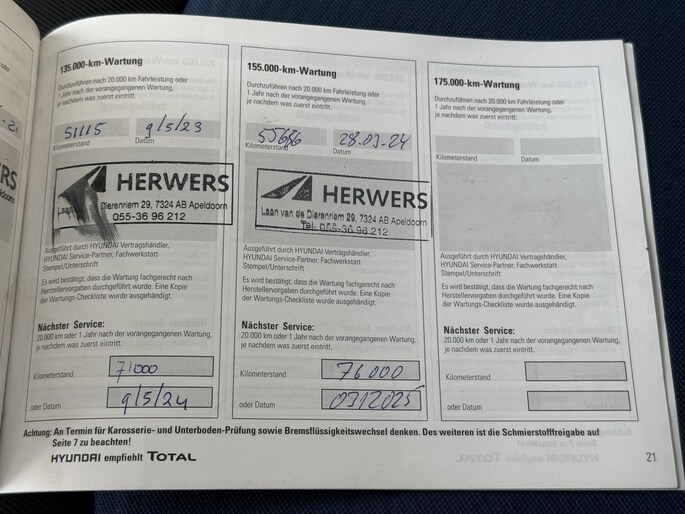 135.000-km-Wartung
Durchzuführen nach 20.000 km Fahrleistung oder
1 Jahr nach der vorangegangenen Wartung,
je nachdem was zuerst eintritt.
51115 9/5/23
Kilometerstand Datum
HERWERS
Laan
Dierenriem 29, 7324 AB Apeldoorn
055-36 96 212
Ausgeführt durch HYUNDAI Vertragshändler,
HYUNDAI Service-Partner, Fachwerkstatt
Stempel/Unterschrift
Es wird bestätigt, dass die Wartung fachgerecht nach
Herstellervorgaben durchgeführt wurde. Eine Kopie
der Wartungs-Checkliste wurde ausgehändigt.
Nächster Service:
20.000 km oder 1 Jahr nach der vorangegangenen Wartung,
je nachdem was zuerst eintritt.
Kilometerstand 71000
oder Datum 9/5/24
155.000-km-Wartung
Durchzuführen nach 20.000 km Fahrleistung oder
1 Jahr nach der vorangegangenen Wartung,
je nachdem was zuerst eintritt.
55686 28-03-24
Kilometerstand Datum
HERWERS
Laan van de Dierenriem 29, 7324 AB Apeldoorn
Tel. 055-36 96 212
Ausgeführt durch HYUNDAI Vertragshändler,
HYUNDAI Service-Partner, Fachwerkstatt
Stempel/Unterschrift
Es wird bestätigt, dass die Wartung fachgerecht nach
Herstellervorgaben durchgeführt wurde. Eine Kopie
der Wartungs-Checkliste wurde ausgehändigt.
Nächster Service:
20.000 km oder 1 Jahr nach der vorangegangenen Wartung,
je nachdem was zuerst eintritt.
Kilometerstand 76000
oder Datum 03 2025
175.000-km-Wartung
Durchzuführen nach 20.000 km Fahrleistung oder
1 Jahr nach der vorangegangenen Wartung,
je nachdem was zuerst eintritt.
Kilometerstand Datum
Ausgeführt durch HYUNDAI Vertragshändler,
HYUNDAI Service-Partner, Fachwerkstatt
Stempel/Unterschrift
Es wird bestätigt, dass die Wartung fachgerecht nach
Herstellervorgaben durchgeführt wurde. Eine Kopie
der Wartungs-Checkliste wurde ausgehändigt.
Nächster Service:
20.000 km oder 1 Jahr nach der vorangegangenen Wartung,
je nachdem was zuerst eintritt.
Kilometerstand
oder Datum
Achtung: An Termin für Karosserie- und Unterboden-Prüfung sowie Bremsflüssigkeitswechsel denken. Des weiteren ist die Schmierstofffreigabe auf
Seite 7 zu beachten!
HYUNDAI empfiehlt TOTAL
21